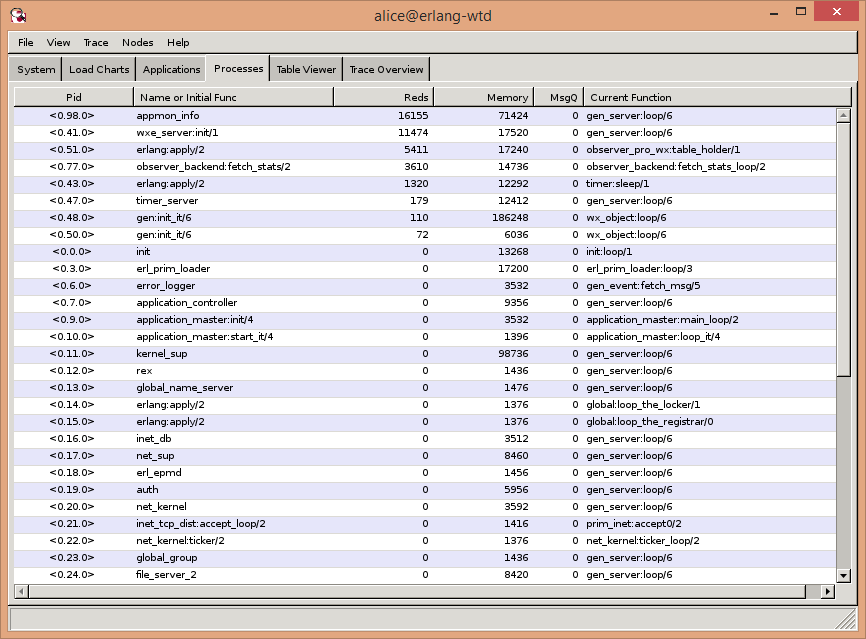 alice@erlang-wtd
File View Trace Nodes Help
System Load Charts Applications Processes Table Viewer Trace Overview
Pid Name or Initial Func Reds Memory MsgQ Current Function
<0.98.0> appmon_info 16155 71424 0 gen_server:loop/6
<0.41.0> wxe_server:init/1 11474 17520 0 gen_server:loop/6
<0.51.0> erlang:apply/2 5411 17240 0 observer_pro_wx:table_holder/1
<0.77.0> observer_backend:fetch_stats/2 3610 14736 0 observer_backend:fetch_stats_loop/2
<0.43.0> erlang:apply/2 1320 12292 0 timer:sleep/1
<0.47.0> timer_server 179 12412 0 gen_server:loop/6
<0.48.0> gen:init_it/6 110 186248 0 wx_object:loop/6
<0.50.0> gen:init_it/6 72 6036 0 wx_object:loop/6
<0.0.0> init 0 13268 0 init:loop/1
<0.3.0> erl_prim_loader 0 17200 0 erl_prim_loader:loop/3
<0.6.0> error_logger 0 3532 0 gen_event:fetch_msg/5
<0.7.0> application_controller 0 9356 0 gen_server:loop/6
<0.9.0> application_master:init/4 0 3532 0 application_master:main_loop/2
<0.10.0> application_master:start_it/4 0 1396 0 application_master:loop_it/4
<0.11.0> kernel_sup 0 98736 0 gen_server:loop/6
<0.12.0> rex 0 1436 0 gen_server:loop/6
<0.13.0> global_name_server 0 1476 0 gen_server:loop/6
<0.14.0> erlang:apply/2 0 1376 0 global:loop_the_locker/1
<0.15.0> erlang:apply/2 0 1376 0 global:loop_the_registrar/0
<0.16.0> inet_db 0 3512 0 gen_server:loop/6
<0.17.0> net_sup 0 8460 0 gen_server:loop/6
<0.18.0> erl_epmd 0 1456 0 gen_server:loop/6
<0.19.0> auth 0 5956 0 gen_server:loop/6
<0.20.0> net_kernel 0 3592 0 gen_server:loop/6
<0.21.0> inet_tcp_dist:accept_loop/2 0 1416 0 prim_inet:accept0/2
<0.22.0> net_kernel:ticker/2 0 1376 0 net_kernel:ticker_loop/2
<0.23.0> global_group 0 1436 0 gen_server:loop/6
<0.24.0> file_server_2 0 8420 0 gen_server:loop/6